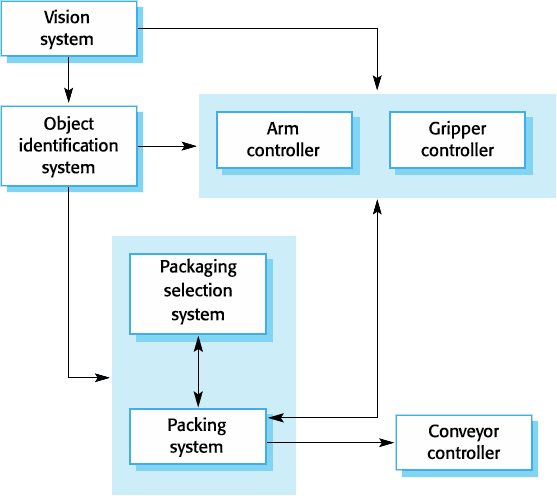 Vision
system
Object
identification
system
Arm
controller
Gripper
controller
Packaging
selection
system
Packing
system
Conveyor
controller